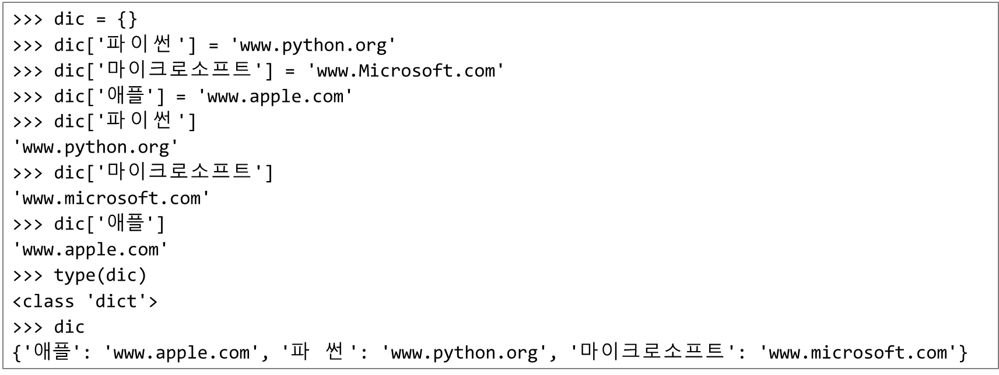 >>> dic = {}
>>> dic['파이썬'] = 'www.python.org'
>>> dic['마이크로소프트'] = 'www.Microsoft.com'
>>> dic['애플'] = 'www.apple.com'
>>> dic['파이썬']
'www.python.org'
>>> dic['마이크로소프트']
'www.microsoft.com'
>>> dic['애플']
'www.apple.com'
>>> type(dic)
<class 'dict'>
>>> dic
{'애플': 'www.apple.com', '파 썬': 'www.python.org', '마이크로소프트': 'www.microsoft.com'}